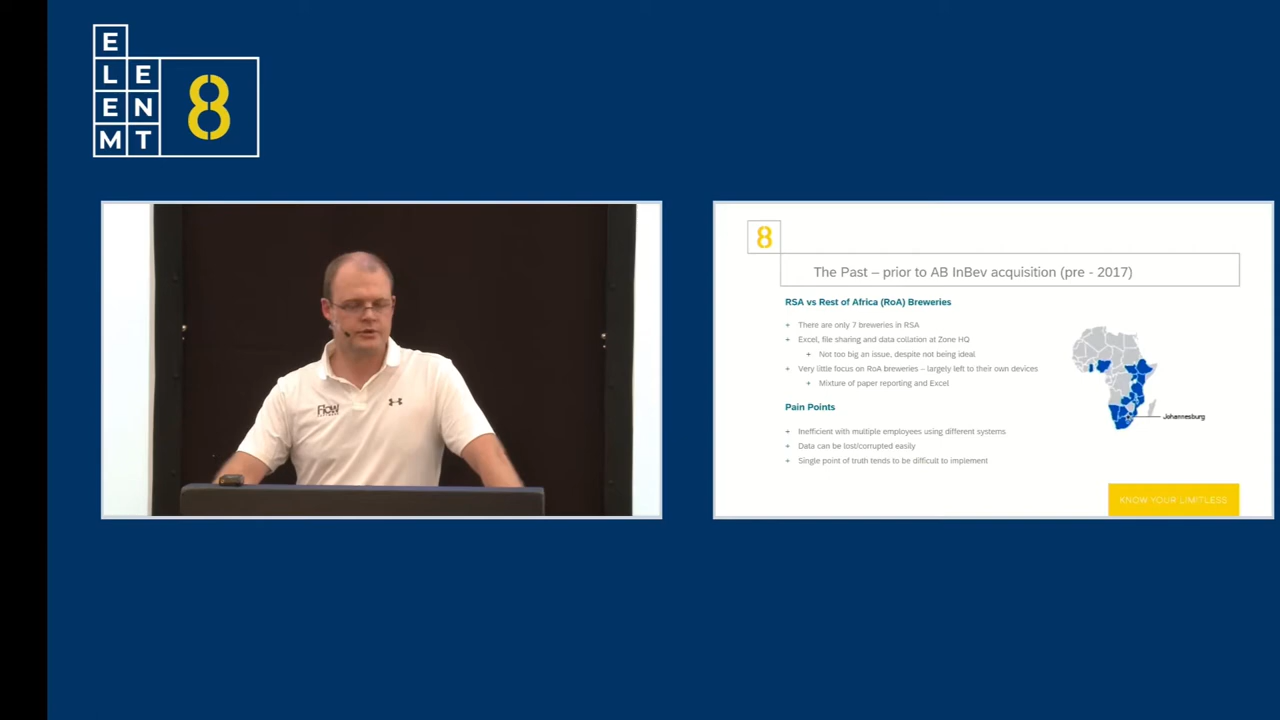 E
L E
E N
M T
8
Flow
8
The Past – prior to AB InBev acquisition (pre - 2017)
RSA vs Rest of Africa (RoA) Breweries
+ There are only 7 breweries in RSA
+ Excel, file sharing and data collation at Zone HQ
+ Not too big an issue, despite not being ideal
+ Very little focus on RoA breweries – largely left to their own devices
+ Mixture of paper reporting and Excel
Johannesburg
Pain Points
+ Inefficient with multiple employees using different systems
+ Data can be lost/corrupted easily
+ Single point of truth tends to be difficult to implement
KNOW YOUR LIMITLESS